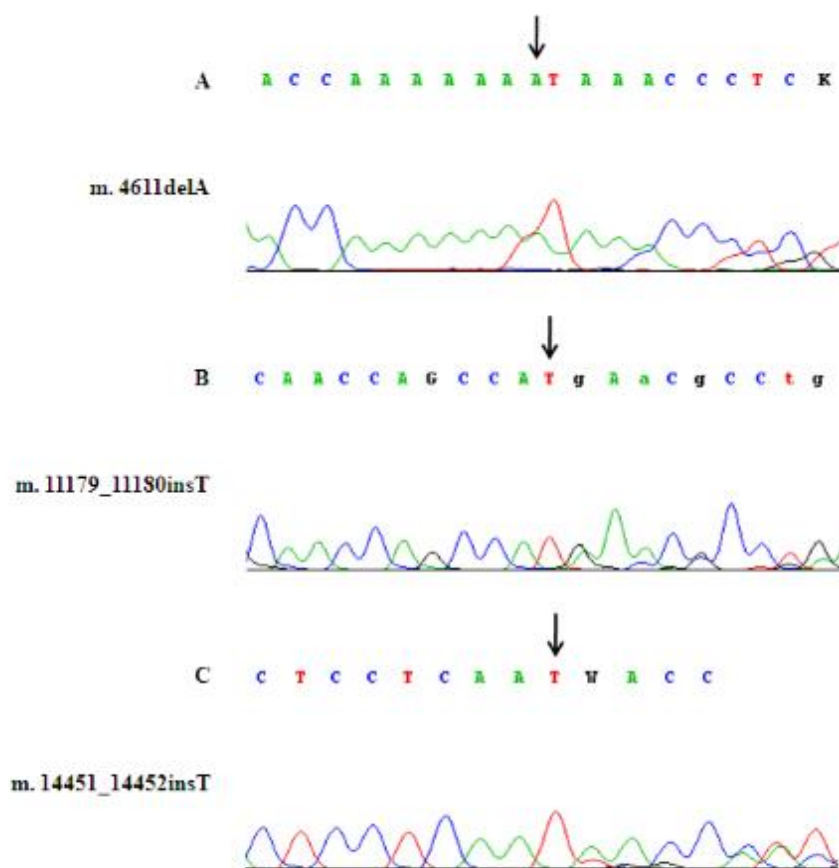 A A C C A A A A A A A T A A A C C C T C K
m. 4611delA
B C A A C C A G C C A T g A a C g C C t g
m. 11179_11180insT
C C T C C T C A A T W A C C
m. 14451_14452insT